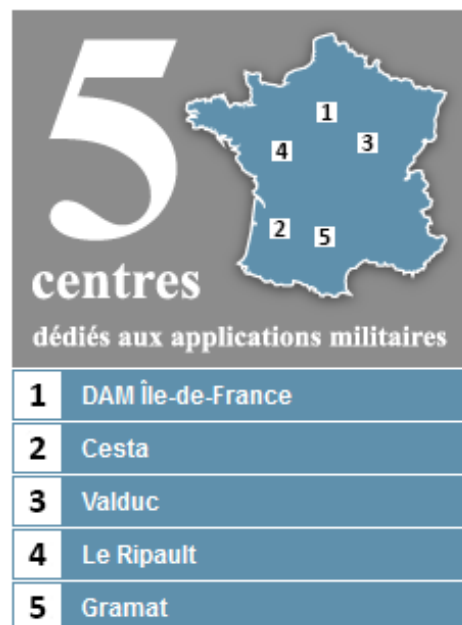 5
centres
dédiés aux applications militaires
1
3
4
2
5
1 DAM Île-de-France
2 Cesta
3 Valduc
4 Le Ripault
5 Gramat